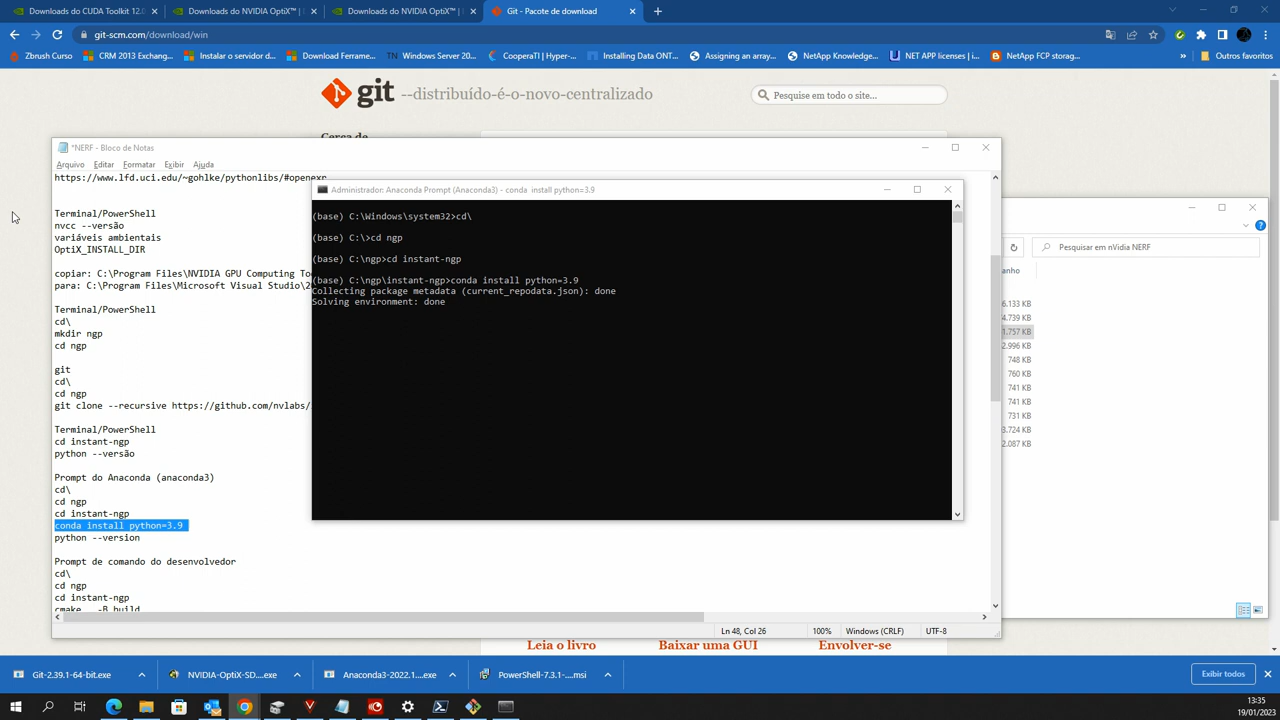 Downloads do CUDA Toolkit 12.0
Downloads do NVIDIA OptiX™ |
Downloads do NVIDIA OptiX™ |
Git - Pacote de download
git-scm.com/download/win
Zbrush Curso
CRM 2013 Exchang...
Instalar o servidor d...
Download Ferrame...
TN Windows Server 20...
CooperaTI | Hyper-...
Installing Data ONT...
Assigning an array...
NetApp Knowledge...
NET APP licenses | i...
NetApp FCP storag...
»
Outros favoritos
git --distribuído-é-o-novo-centralizado
Pesquise em todo o site...
Cerca de
*NERF - Bloco de Notas
Arquivo Editar Formatar Exibir Ajuda
https://www.lfd.uci.edu/~gohlke/pythonlibs/#openexr
Terminal/PowerShell
nvcc --versão
variáveis ambientais
OptiX_INSTALL_DIR
copiar: C:\Program Files\NVIDIA GPU Computing To
para: C:\Program Files\Microsoft Visual Studio\2
Terminal/PowerShell
cd\
mkdir ngp
cd ngp
git
cd\
cd ngp
git clone --recursive https://github.com/nvlabs/
Terminal/PowerShell
cd instant-ngp
python --versão
Prompt do Anaconda (anaconda3)
cd\
cd ngp
cd instant-ngp
conda install python=3.9
python --version
Prompt de comando do desenvolvedor
cd\
cd ngp
cd instant-ngp
cmake . -B build
Ln 48, Col 26
100%
Windows (CRLF)
UTF-8
Administrador: Anaconda Prompt (Anaconda3) - conda install python=3.9
(base) C:\Windows\system32>cd\
(base) C:\>cd ngp
(base) C:\ngp>cd instant-ngp
(base) C:\ngp\instant-ngp>conda install python=3.9
Collecting package metadata (current_repodata.json): done
Solving environment: done
Pesquisar em nVidia NERF
anho
6.133 KB
4.739 KB
1.757 KB
2.996 KB
748 KB
760 KB
741 KB
741 KB
731 KB
3.724 KB
2.087 KB
Leia o livro
Baixar uma GUI
Envolver-se
Git-2.39.1-64-bit.exe
NVIDIA-OptiX-SD....exe
Anaconda3-2022.1....exe
PowerShell-7.3.1-....msi
Exibir todos
13:35
19/01/2023